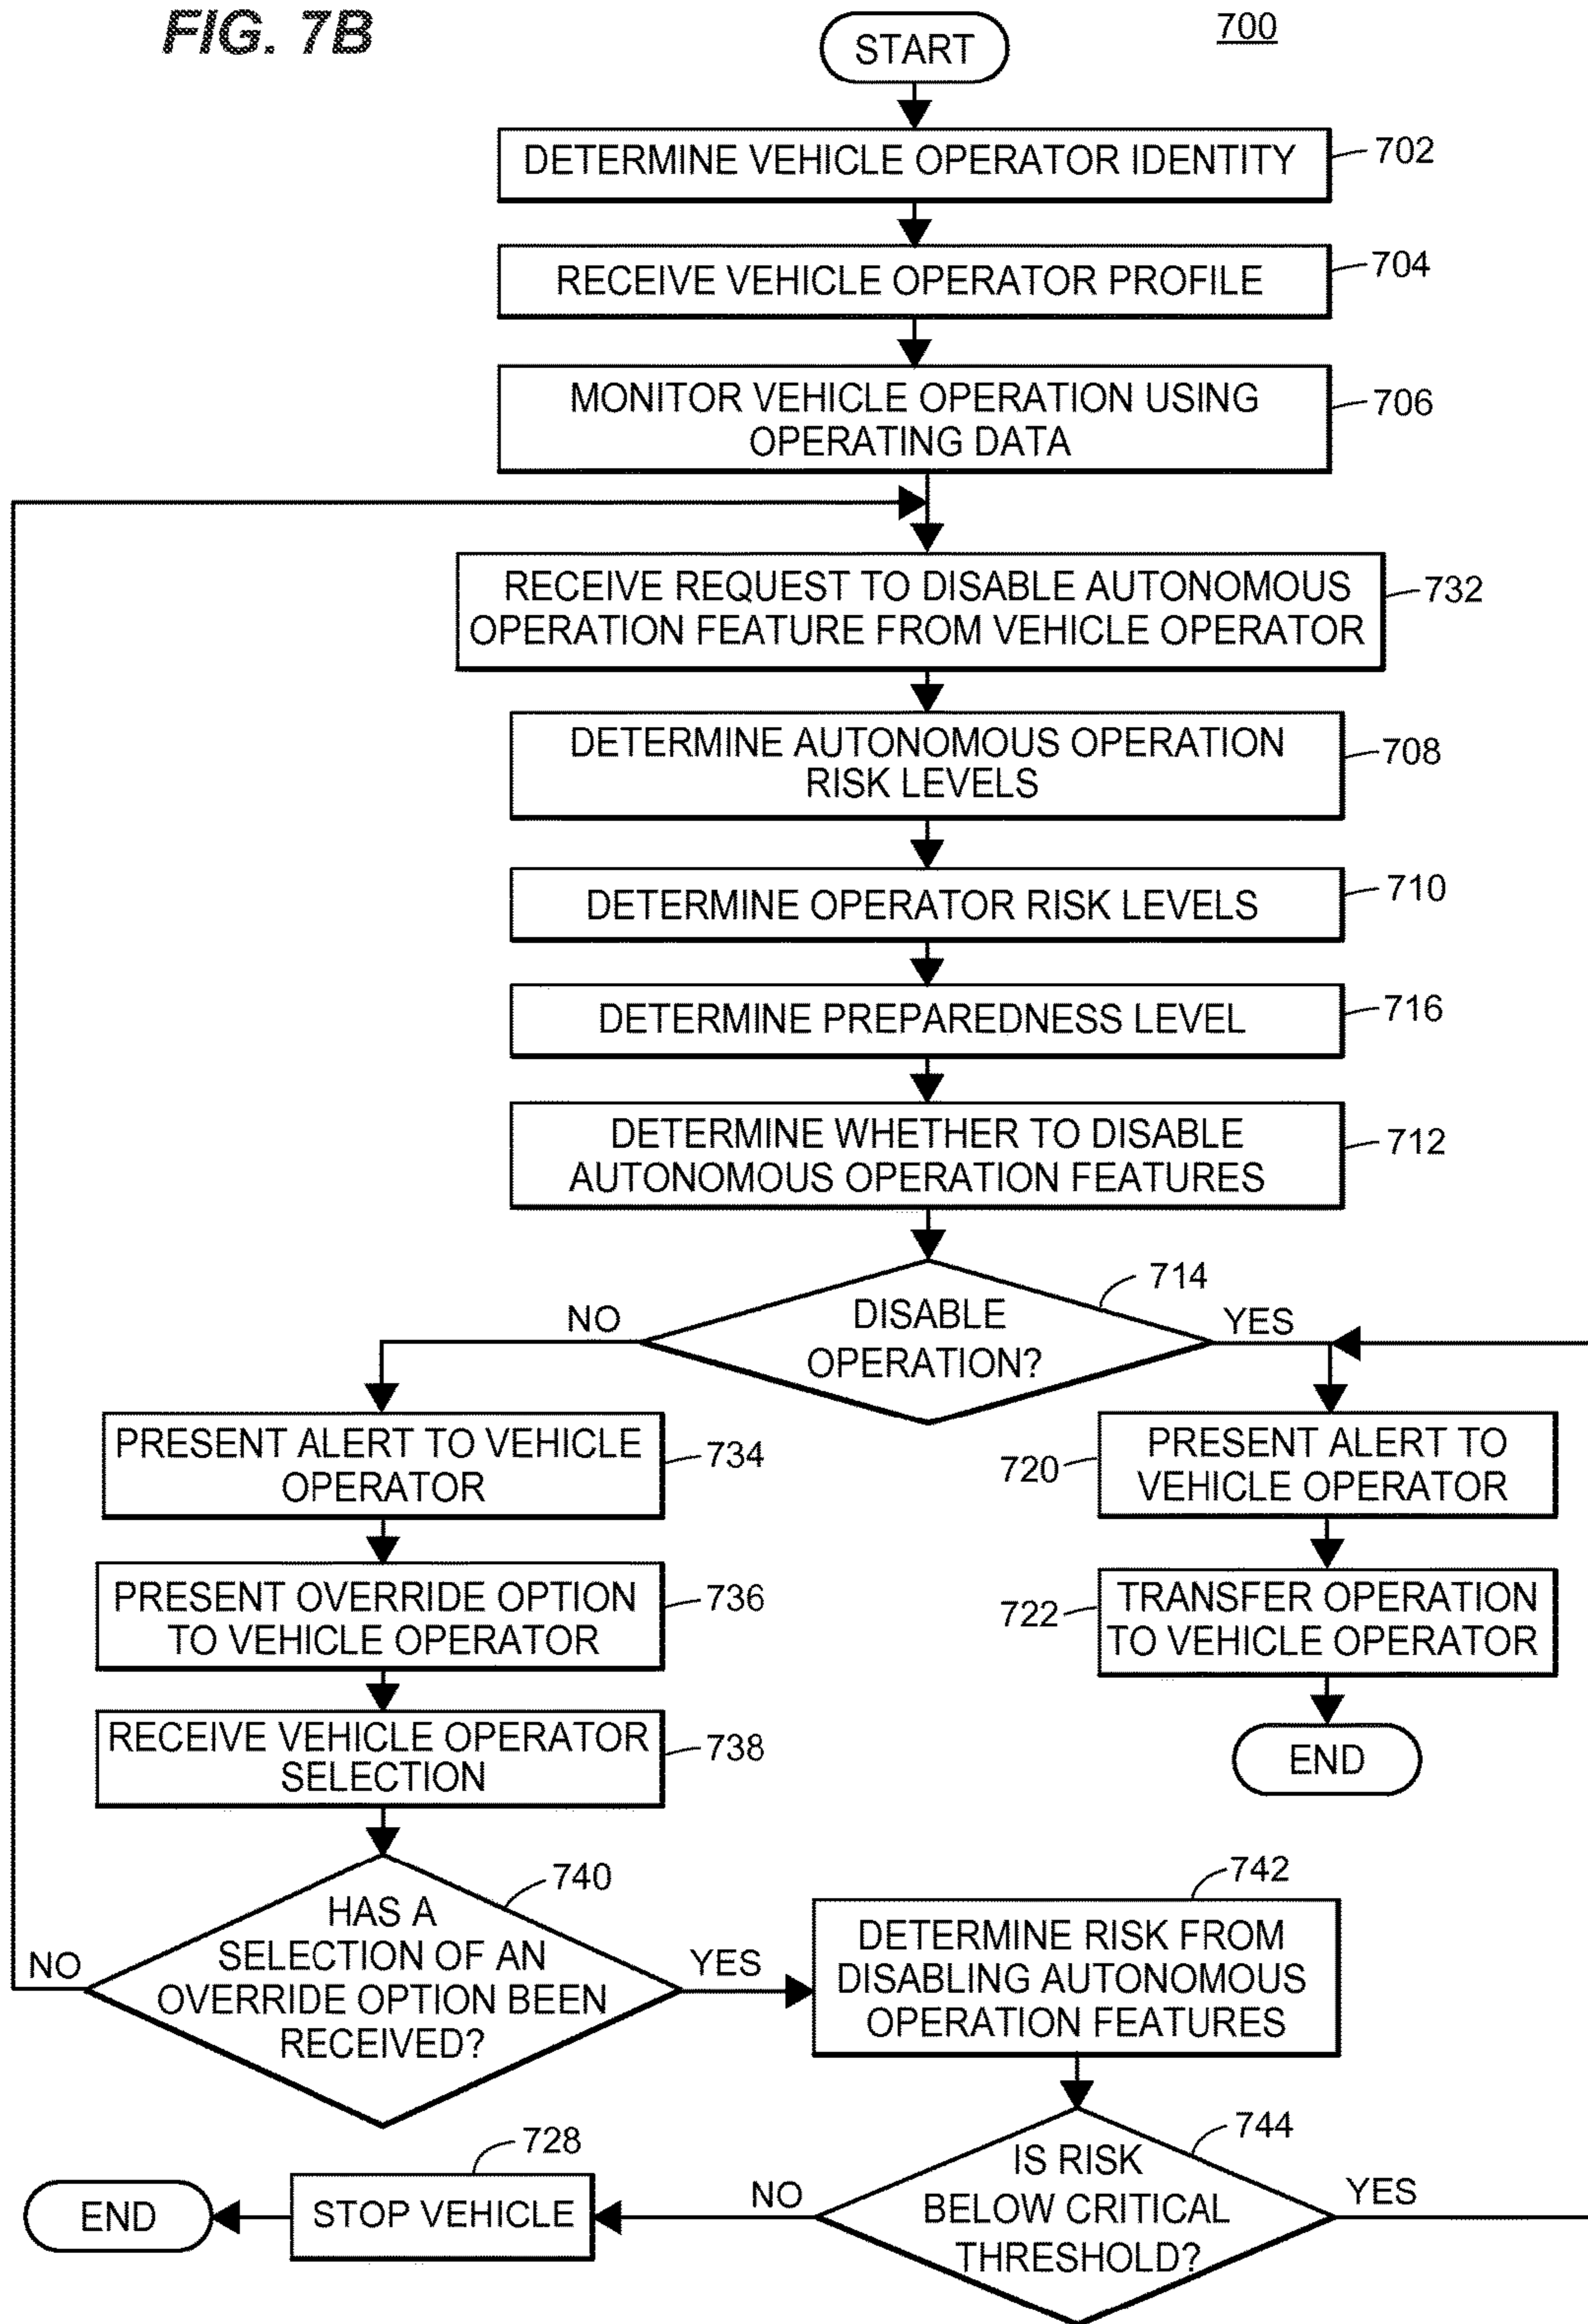 FIG. 7B
700
START
DETERMINE VEHICLE OPERATOR IDENTITY
702
RECEIVE VEHICLE OPERATOR PROFILE
704
MONITOR VEHICLE OPERATION USING
OPERATING DATA
706
RECEIVE REQUEST TO DISABLE AUTONOMOUS
OPERATION FEATURE FROM VEHICLE OPERATOR
732
DETERMINE AUTONOMOUS OPERATION
RISK LEVELS
708
DETERMINE OPERATOR RISK LEVELS
710
DETERMINE PREPAREDNESS LEVEL
716
DETERMINE WHETHER TO DISABLE
AUTONOMOUS OPERATION FEATURES
712
DISABLE
OPERATION?
714
NO
YES
PRESENT ALERT TO VEHICLE
OPERATOR
734
PRESENT ALERT TO
VEHICLE OPERATOR
720
PRESENT OVERRIDE OPTION
TO VEHICLE OPERATOR
736
TRANSFER OPERATION
TO VEHICLE OPERATOR
722
RECEIVE VEHICLE OPERATOR
SELECTION
738
END
HAS A
SELECTION OF AN
OVERRIDE OPTION BEEN
RECEIVED?
740
NO
YES
DETERMINE RISK FROM
DISABLING AUTONOMOUS
OPERATION FEATURES
742
IS RISK
BELOW CRITICAL
THRESHOLD?
744
NO
YES
STOP VEHICLE
728
END